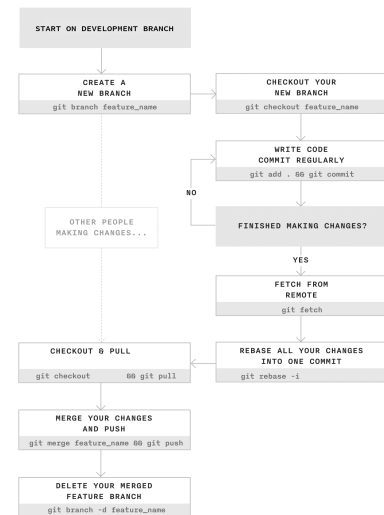 START ON DEVELOPMENT BRANCH
CREATE A
NEW BRANCH
git branch feature_name
CHECKOUT YOUR
NEW BRANCH
git checkout feature_name
WRITE CODE
COMMIT REGULARLY
git add . && git commit
NO
OTHER PEOPLE
MAKING CHANGES...
FINISHED MAKING CHANGES?
YES
FETCH FROM
REMOTE
git fetch
REBASE ALL YOUR CHANGES
INTO ONE COMMIT
git rebase -i
CHECKOUT & PULL
git checkout && git pull
MERGE YOUR CHANGES
AND PUSH
git merge feature_name && git push
DELETE YOUR MERGED
FEATURE BRANCH
git branch -d feature_name